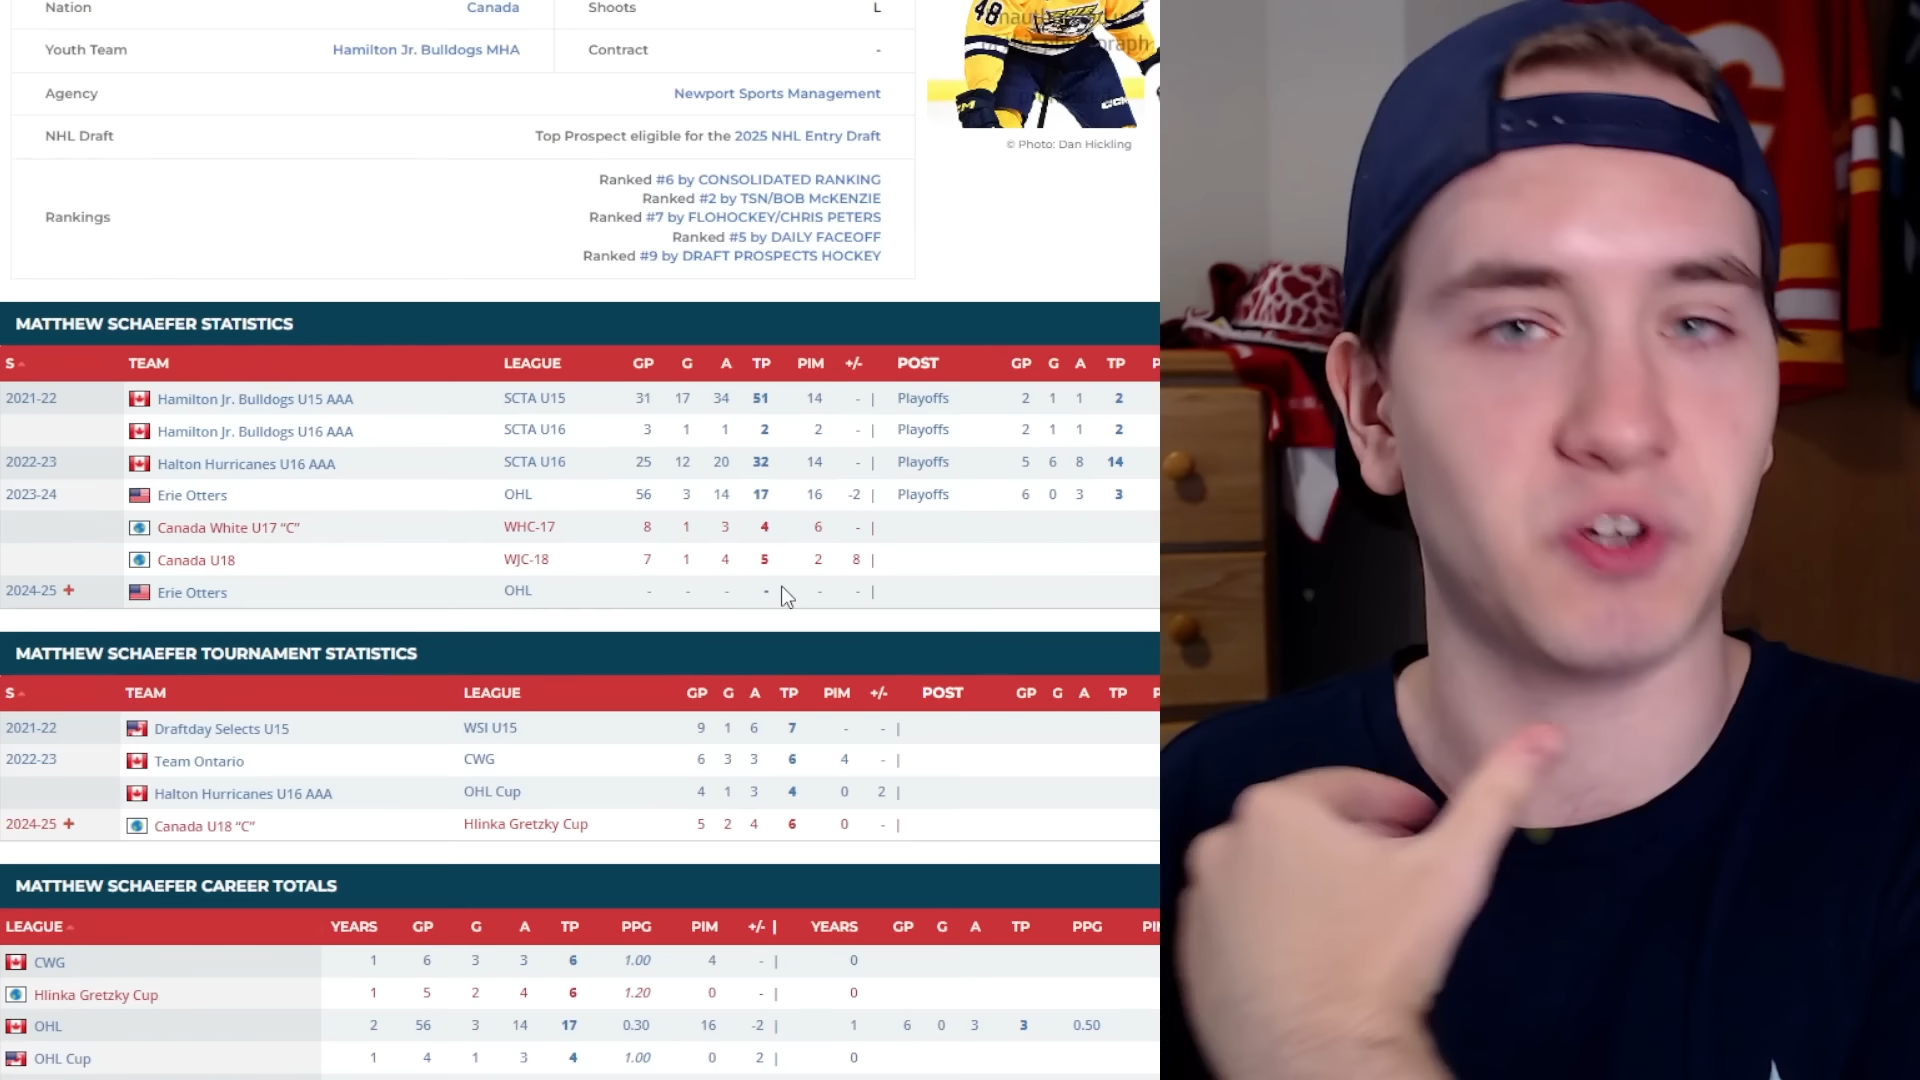 Nation Canada Shoots L
Youth Team Hamilton Jr. Bulldogs MHA Contract -
Agency Newport Sports Management
NHL Draft Top Prospect eligible for the 2025 NHL Entry Draft
Rankings
Ranked #6 by CONSOLIDATED RANKING
Ranked #2 by TSN/BOB McKENZIE
Ranked #7 by FLOHOCKEY/CHRIS PETERS
Ranked #5 by DAILY FACEOFF
Ranked #9 by DRAFT PROSPECTS HOCKEY
48
CCM
© Photo: Dan Hickling
MATTHEW SCHAEFER STATISTICS
S TEAM LEAGUE GP G A TP PIM +/- POST GP G A TP
2021-22 Hamilton Jr. Bulldogs U15 AAA SCTA U15 31 17 34 51 14 - | Playoffs 2 1 1 2
Hamilton Jr. Bulldogs U16 AAA SCTA U16 3 1 1 2 2 - | Playoffs 2 1 1 2
2022-23 Halton Hurricanes U16 AAA SCTA U16 25 12 20 32 14 - | Playoffs 5 6 8 14
2023-24 Erie Otters OHL 56 3 14 17 16 -2 | Playoffs 6 0 3 3
Canada White U17 “C” WHC-17 8 1 3 4 6 - |
Canada U18 WJC-18 7 1 4 5 2 8 |
2024-25 + Erie Otters OHL - - - - - - |
MATTHEW SCHAEFER TOURNAMENT STATISTICS
S TEAM LEAGUE GP G A TP PIM +/- POST GP G A TP
2021-22 Draftday Selects U15 WSI U15 9 1 6 7 - - |
2022-23 Team Ontario CWG 6 3 3 6 4 - |
Halton Hurricanes U16 AAA OHL Cup 4 1 3 4 0 2 |
2024-25 + Canada U18 “C” Hlinka Gretzky Cup 5 2 4 6 0 - |
MATTHEW SCHAEFER CAREER TOTALS
LEAGUE YEARS GP G A TP PPG PIM +/- | YEARS GP G A TP PPG
CWG 1 6 3 3 6 1.00 4 - | 0
Hlinka Gretzky Cup 1 5 2 4 6 1.20 0 - | 0
OHL 2 56 3 14 17 0.30 16 -2 | 1 6 0 3 3 0.50
OHL Cup 1 4 1 3 4 1.00 0 2 | 0